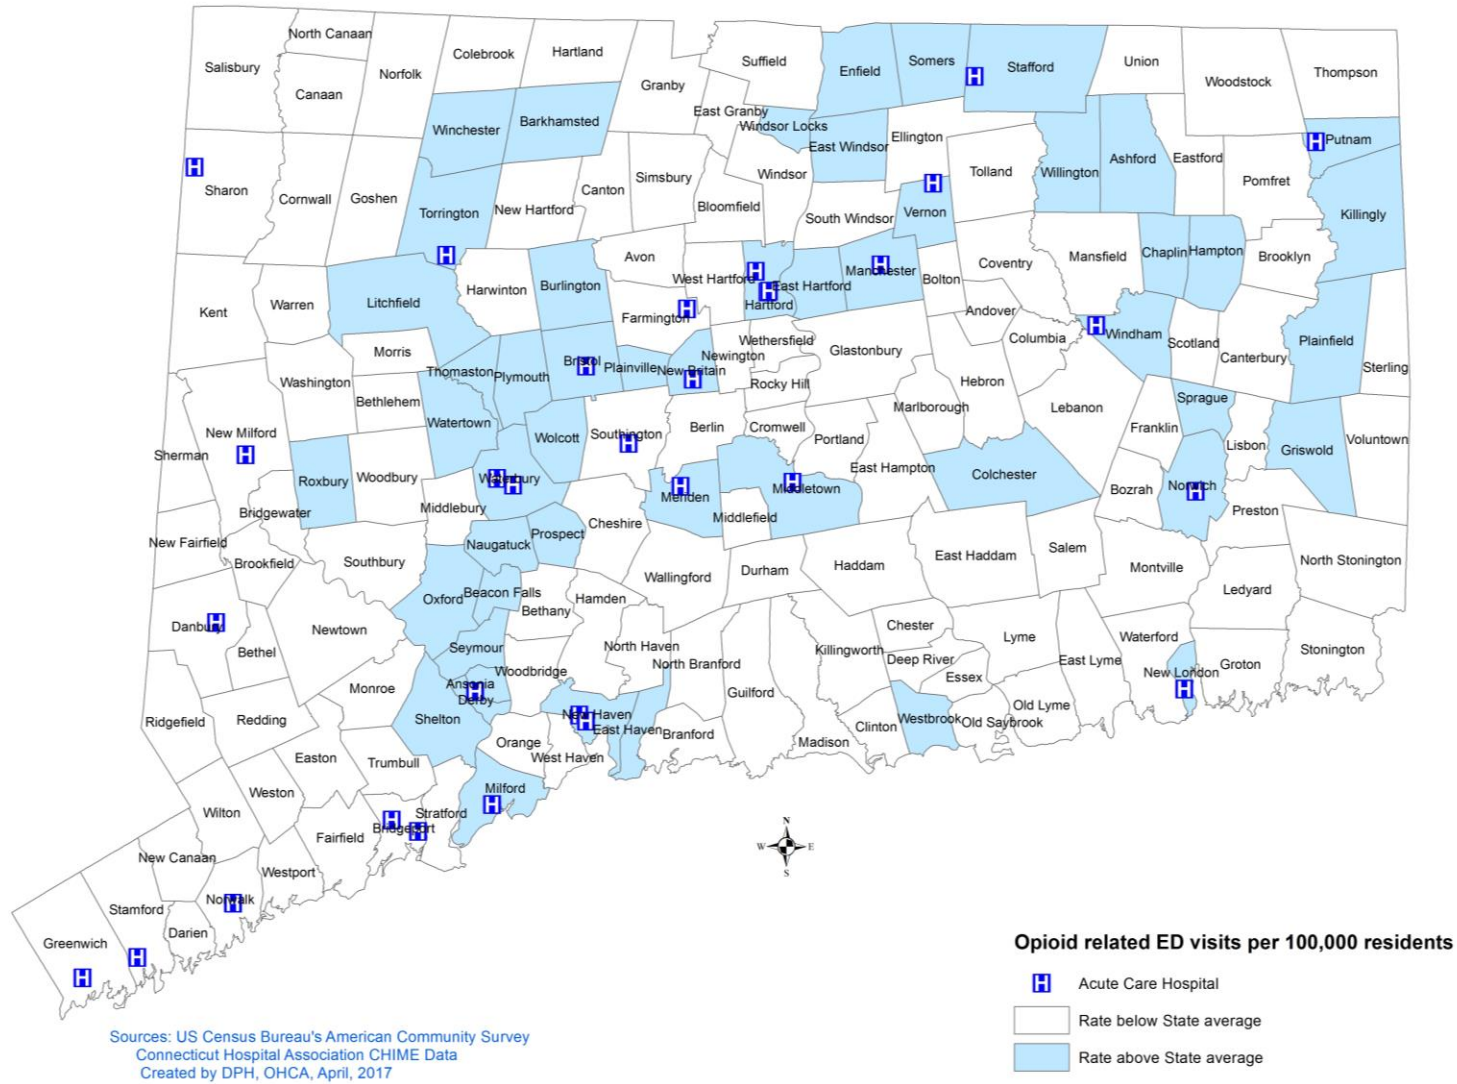 North Canaan
Salisbury
Canaan
Norfolk
Colebrook
Hartland
Granby
Suffield
East Granby
Windsor Locks
Enfield
Somers
Stafford
Union
Woodstock
Thompson
Winchester
Barkhamsted
East Windsor
Ellington
Tolland
Willington
Ashford
Eastford
Putnam
Pomfret
Killingly
Sharon
Cornwall
Goshen
Torrington
New Hartford
Canton
Simsbury
Bloomfield
Windsor
South Windsor
Vernon
Avon
West Hartford
Hartford
East Hartford
Manchester
Bolton
Coventry
Mansfield
Chaplin
Hampton
Brooklyn
Kent
Warren
Litchfield
Harwinton
Burlington
Farmington
Andover
Columbia
Windham
Scotland
Canterbury
Plainfield
Sterling
Morris
Washington
Bethlehem
Thomaston
Plymouth
Bristol
Plainville
New Britain
Newington
Wethersfield
Rocky Hill
Glastonbury
Hebron
Marlborough
Lebanon
Franklin
Sprague
Lisbon
Griswold
Voluntown
New Milford
Sherman
Roxbury
Woodbury
Watertown
Wolcott
Southington
Berlin
Cromwell
Portland
East Hampton
Colchester
Bozrah
Norwich
Preston
Bridgewater
Middlebury
Waterbury
Meriden
Middletown
Middlefield
New Fairfield
Brookfield
Southbury
Naugatuck
Prospect
Cheshire
Wallingford
Durham
Haddam
East Haddam
Salem
Montville
North Stonington
Ledyard
Danbury
Bethel
Newtown
Oxford
Beacon Falls
Bethany
Hamden
North Haven
North Branford
Guilford
Killingworth
Chester
Deep River
Essex
Lyme
East Lyme
Waterford
New London
Groton
Stonington
Seymour
Woodbridge
Ansonia
Derby
Monroe
Shelton
Ridgefield
Redding
Easton
Trumbull
Orange
New Haven
East Haven
West Haven
Branford
Madison
Clinton
Westbrook
Old Saybrook
Old Lyme
Weston
Wilton
Fairfield
Stratford
Bridgeport
Milford
New Canaan
Westport
Norwalk
Stamford
Darien
Greenwich
N
W E
S
Opioid related ED visits per 100,000 residents
H Acute Care Hospital
Rate below State average
Rate above State average
Sources: US Census Bureau's American Community Survey
Connecticut Hospital Association CHIME Data
Created by DPH, OHCA, April, 2017